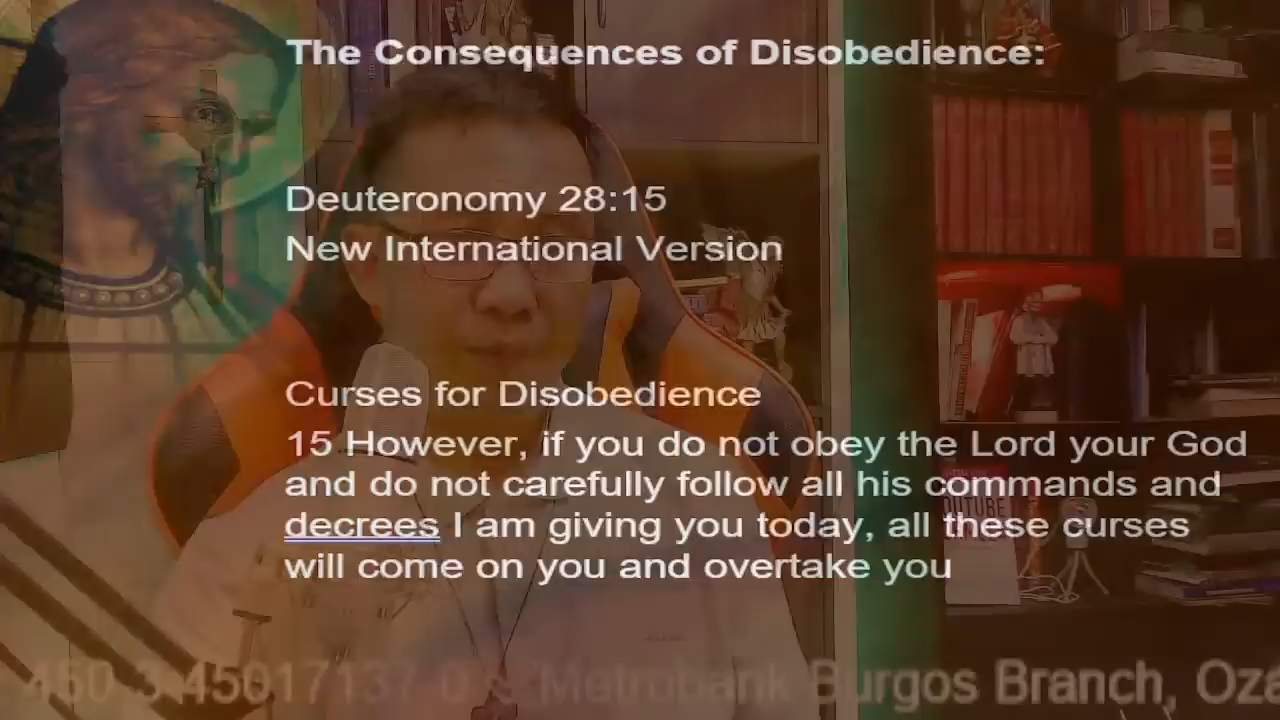 The Consequences of Disobedience:
Deuteronomy 28:15
New International Version
Curses for Disobedience
15 However, if you do not obey the Lord your God
and do not carefully follow all his commands and
decrees I am giving you today, all these curses
will come on you and overtake you
Metrobank Burgos Branch,